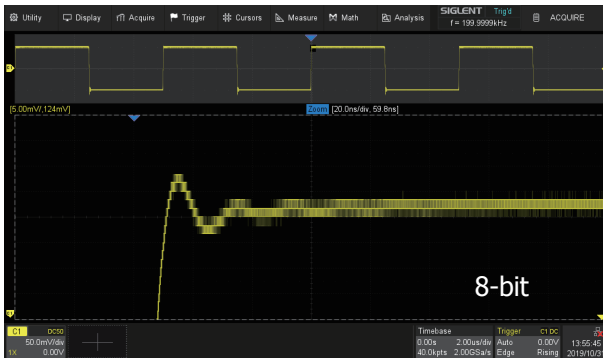 Utility Display Acquire Trigger Cursors Measure Math Analysis SIGLENT Trig'd ACQUIRE
f = 199.9999kHz
C1
[5.00mV/,124mV] Zoom [20.0ns/div, 59.8ns]
8-bit
C1
C1 DC50 Timebase Trigger C1 DC
50.0mV/div 0.00s 2.00us/div Auto 0.00V 13:55:45
1X 0.00V 40.0kpts 2.00GSa/s Edge Rising